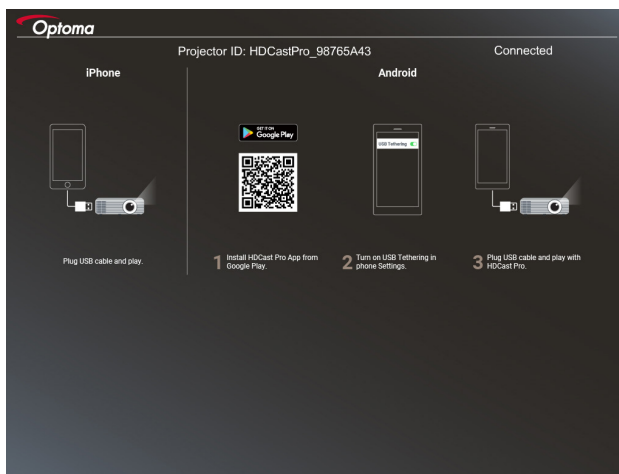 Optoma
Projector ID: HDCastPro_98765A43
Connected
iPhone
Android
GET IT ON
Google Play
USB Tethering
Plug USB cable and play.
1 Install HDCast Pro App from
Google Play.
2 Turn on USB Tethering in
phone Settings.
3 Plug USB cable and play with
HDCast Pro.